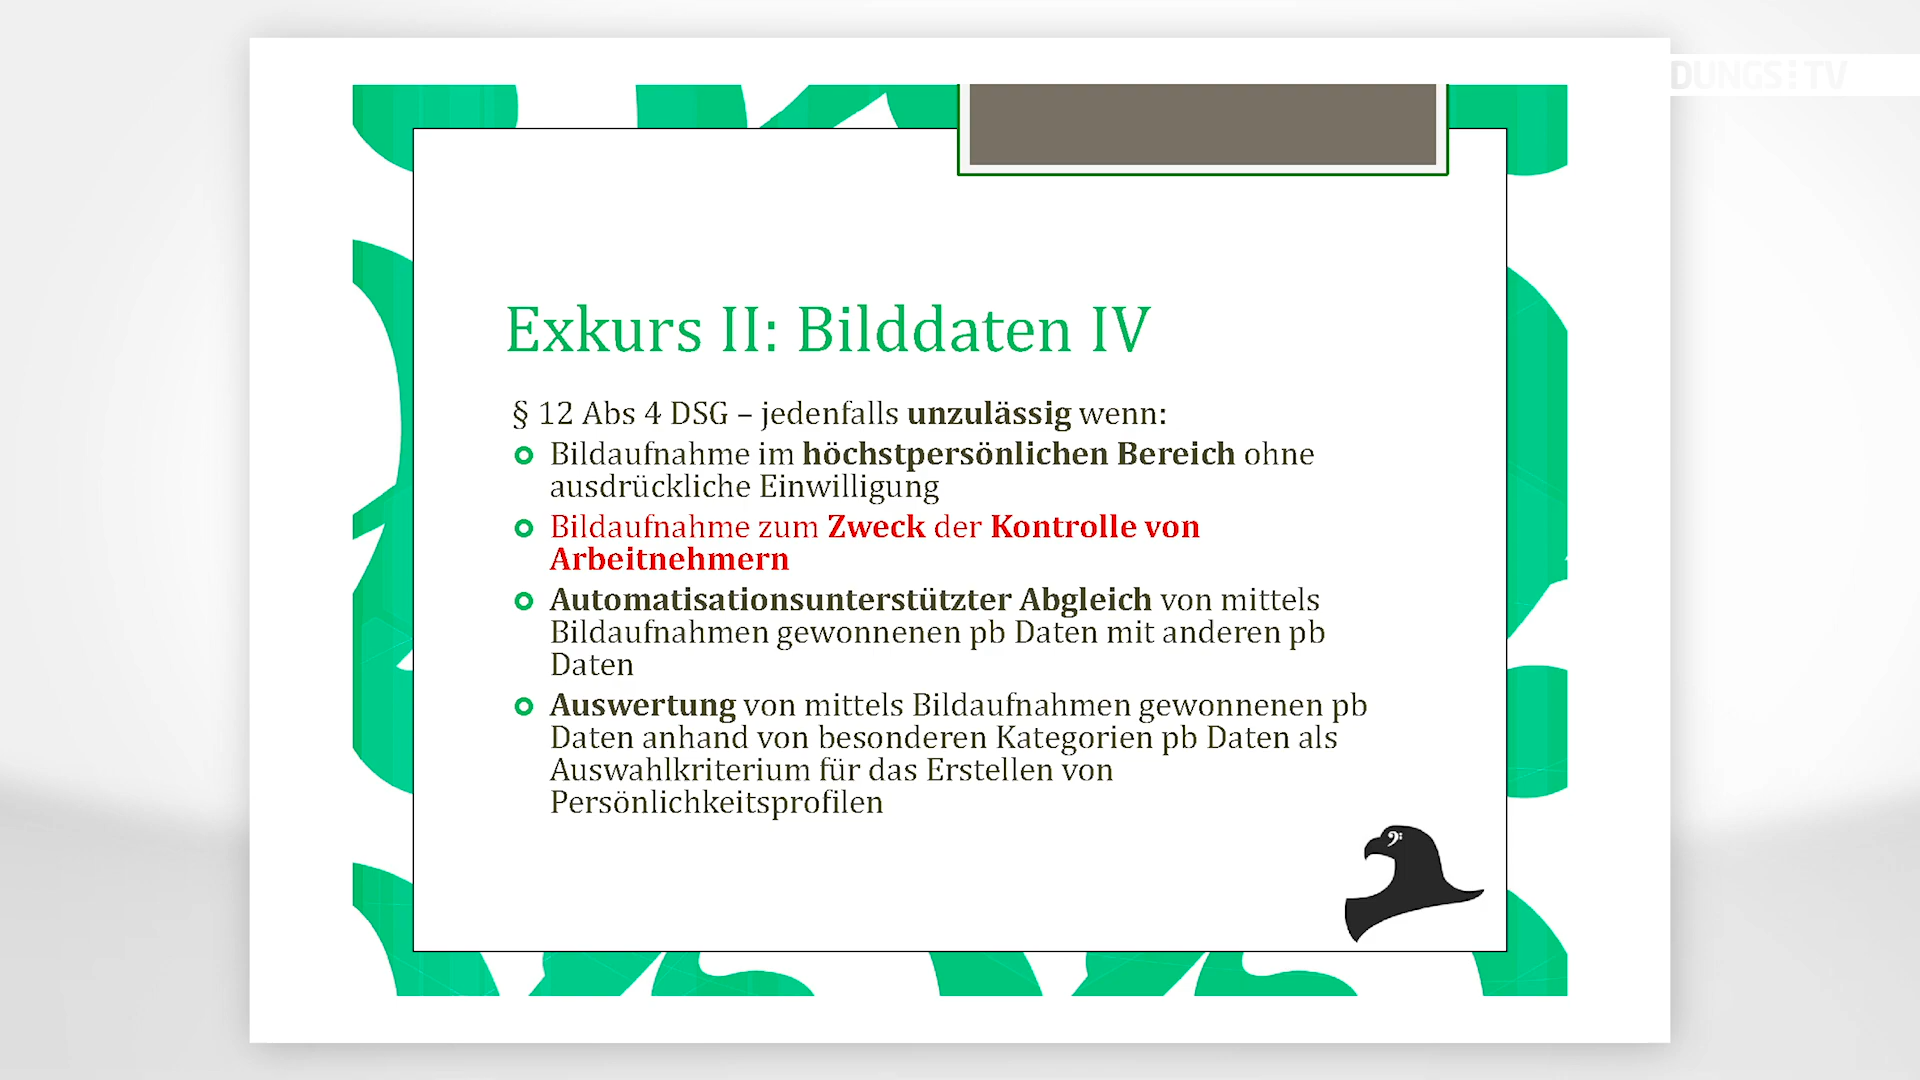 DUNGS:TV
Exkurs II: Bilddaten IV
§ 12 Abs 4 DSG – jedenfalls unzulässig wenn:
Bildaufnahme im höchstpersönlichen Bereich ohne
ausdrückliche Einwilligung
Bildaufnahme zum Zweck der Kontrolle von
Arbeitnehmern
Automatisationsunterstützter Abgleich von mittels
Bildaufnahmen gewonnenen pb Daten mit anderen pb
Daten
Auswertung von mittels Bildaufnahmen gewonnenen pb
Daten anhand von besonderen Kategorien pb Daten als
Auswahlkriterium für das Erstellen von
Persönlichkeitsprofilen